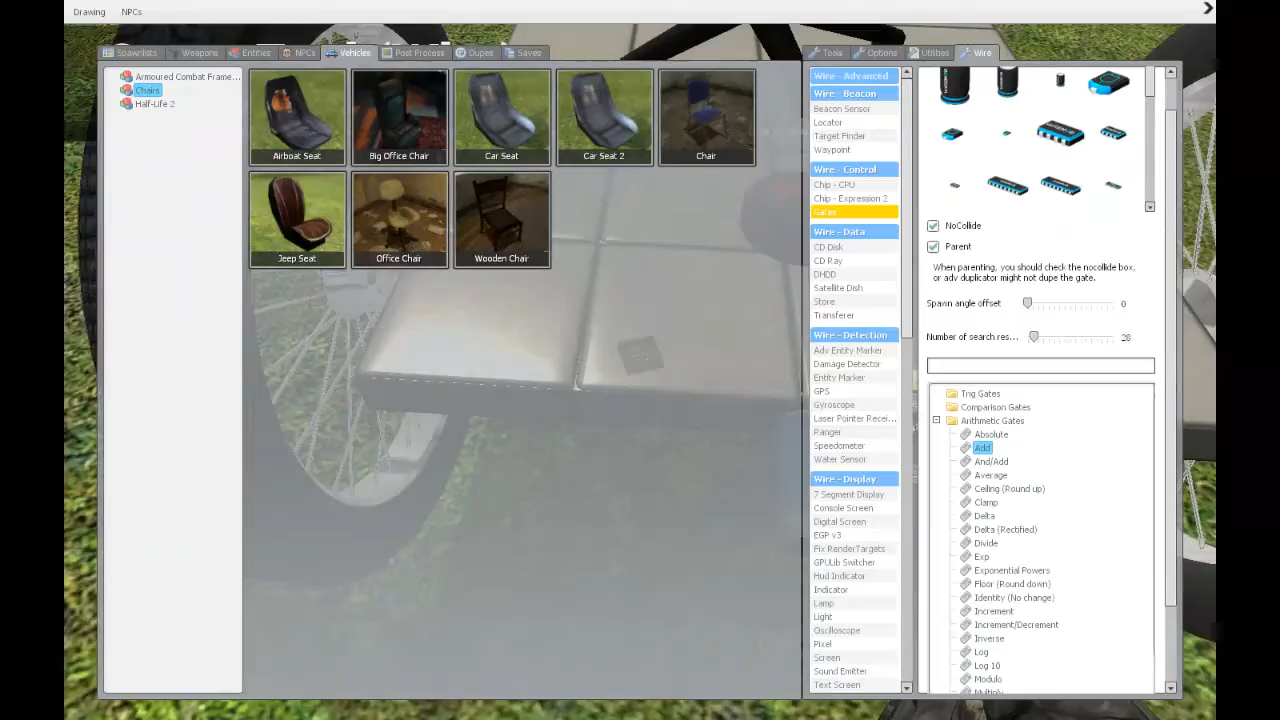 Drawing NPCs
Spawnlists Weapons Entities NPCs Vehicles Post Process Dupes Saves
Tools Options Utilities Wire
Armoured Combat Frame...
Chairs
Half-Life 2
Airboat Seat
Big Office Chair
Car Seat
Car Seat 2
Chair
Jeep Seat
Office Chair
Wooden Chair
Wire - Advanced
Wire - Beacon
Beacon Sensor
Locator
Target Finder
Waypoint
Wire - Control
Chip - CPU
Chip - Expression 2
Gates
Wire - Data
CD Disk
CD Ray
DHDD
Satellite Dish
Store
Transferer
Wire - Detection
Adv Entity Marker
Damage Detector
Entity Marker
GPS
Gyroscope
Laser Pointer Recei...
Ranger
Speedometer
Water Sensor
Wire - Display
7 Segment Display
Console Screen
Digital Screen
EGP v3
Fix RenderTargets
GPULib Switcher
Hud Indicator
Indicator
Lamp
Light
Oscilloscope
Pixel
Screen
Sound Emitter
Text Screen
NoCollide
Parent
When parenting, you should check the nocollide box,
or adv duplicator might not dupe the gate.
Spawn angle offset 0
Number of search res... 28
Trig Gates
Comparison Gates
Arithmetic Gates
Absolute
Add
And/Add
Average
Ceiling (Round up)
Clamp
Delta
Delta (Rectified)
Divide
Exp
Exponential Powers
Floor (Round down)
Identity (No change)
Increment
Increment/Decrement
Inverse
Log
Log 10
Modulo
Multiply